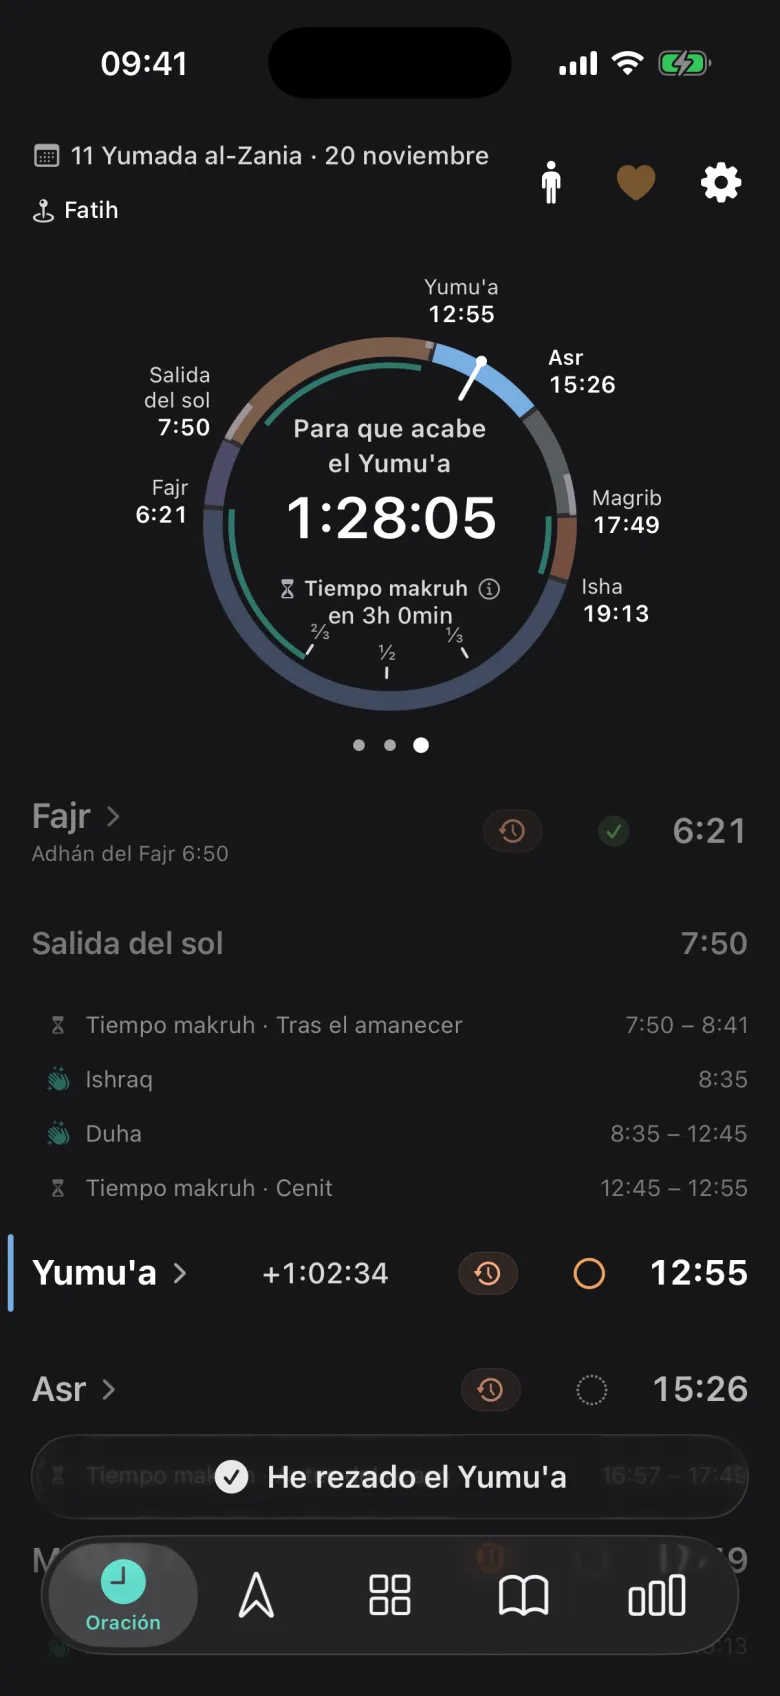 09:41
11 Yumada al-Zania · 20 noviembre
Fatih
Yumu'a
12:55
Asr
15:26
Salida
del sol
7:50
Fajr
6:21
Magrib
17:49
Isha
19:13
Para que acabe
el Yumu'a
1:28:05
Tiempo makruh
en 3h 0min
⅔
½
⅓
Fajr
6:21
Adhán del Fajr 6:50
Salida del sol 7:50
Tiempo makruh · Tras el amanecer 7:50 – 8:41
Ishraq 8:35
Duha 8:35 – 12:45
Tiempo makruh · Cenit 12:45 – 12:55
Yumu'a +1:02:34 12:55
Asr 15:26
Tiempo 16:57 – 17:49
He rezado el Yumu'a
Oración